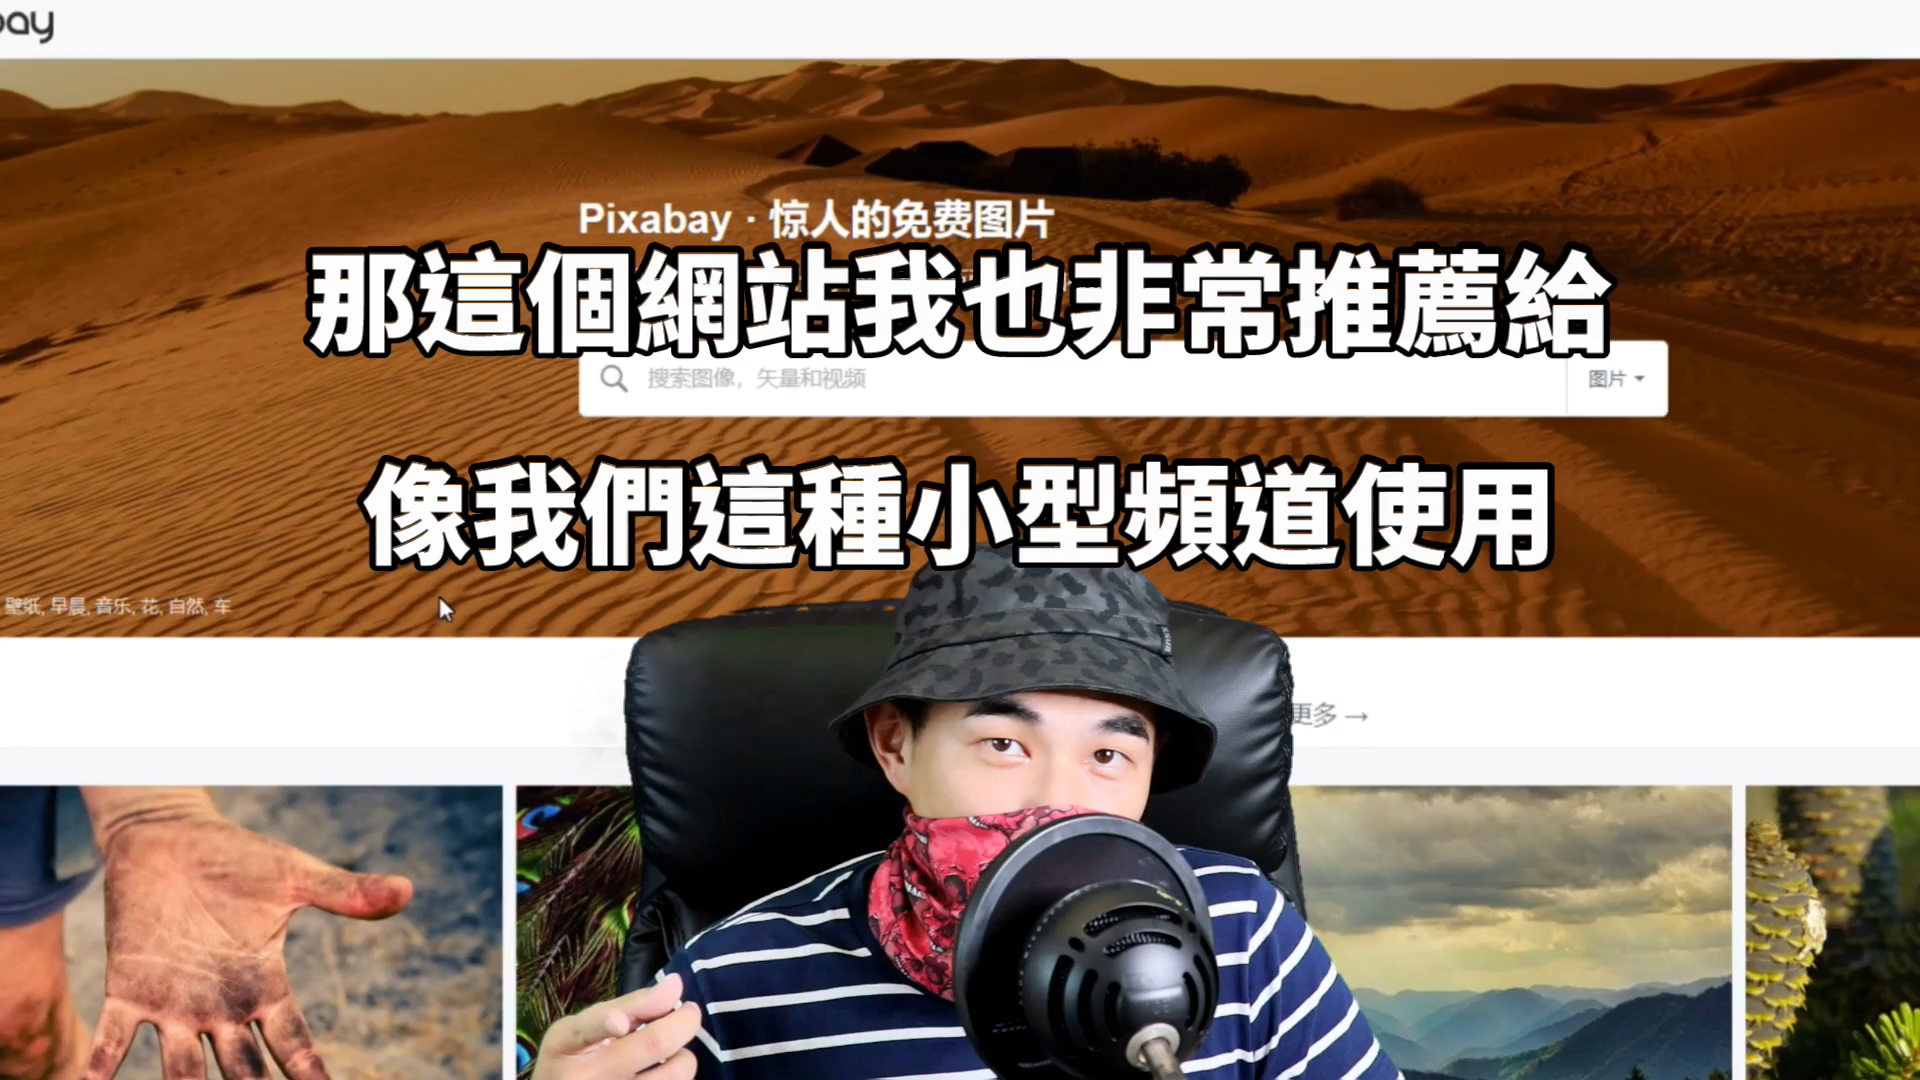 bay
Pixabay · 惊人的免费图片
那這個網站我也非常推薦給
搜索图像，矢量和视频
图片
像我們這種小型頻道使用
壁纸, 早晨, 音乐, 花, 自然, 车
更多 →